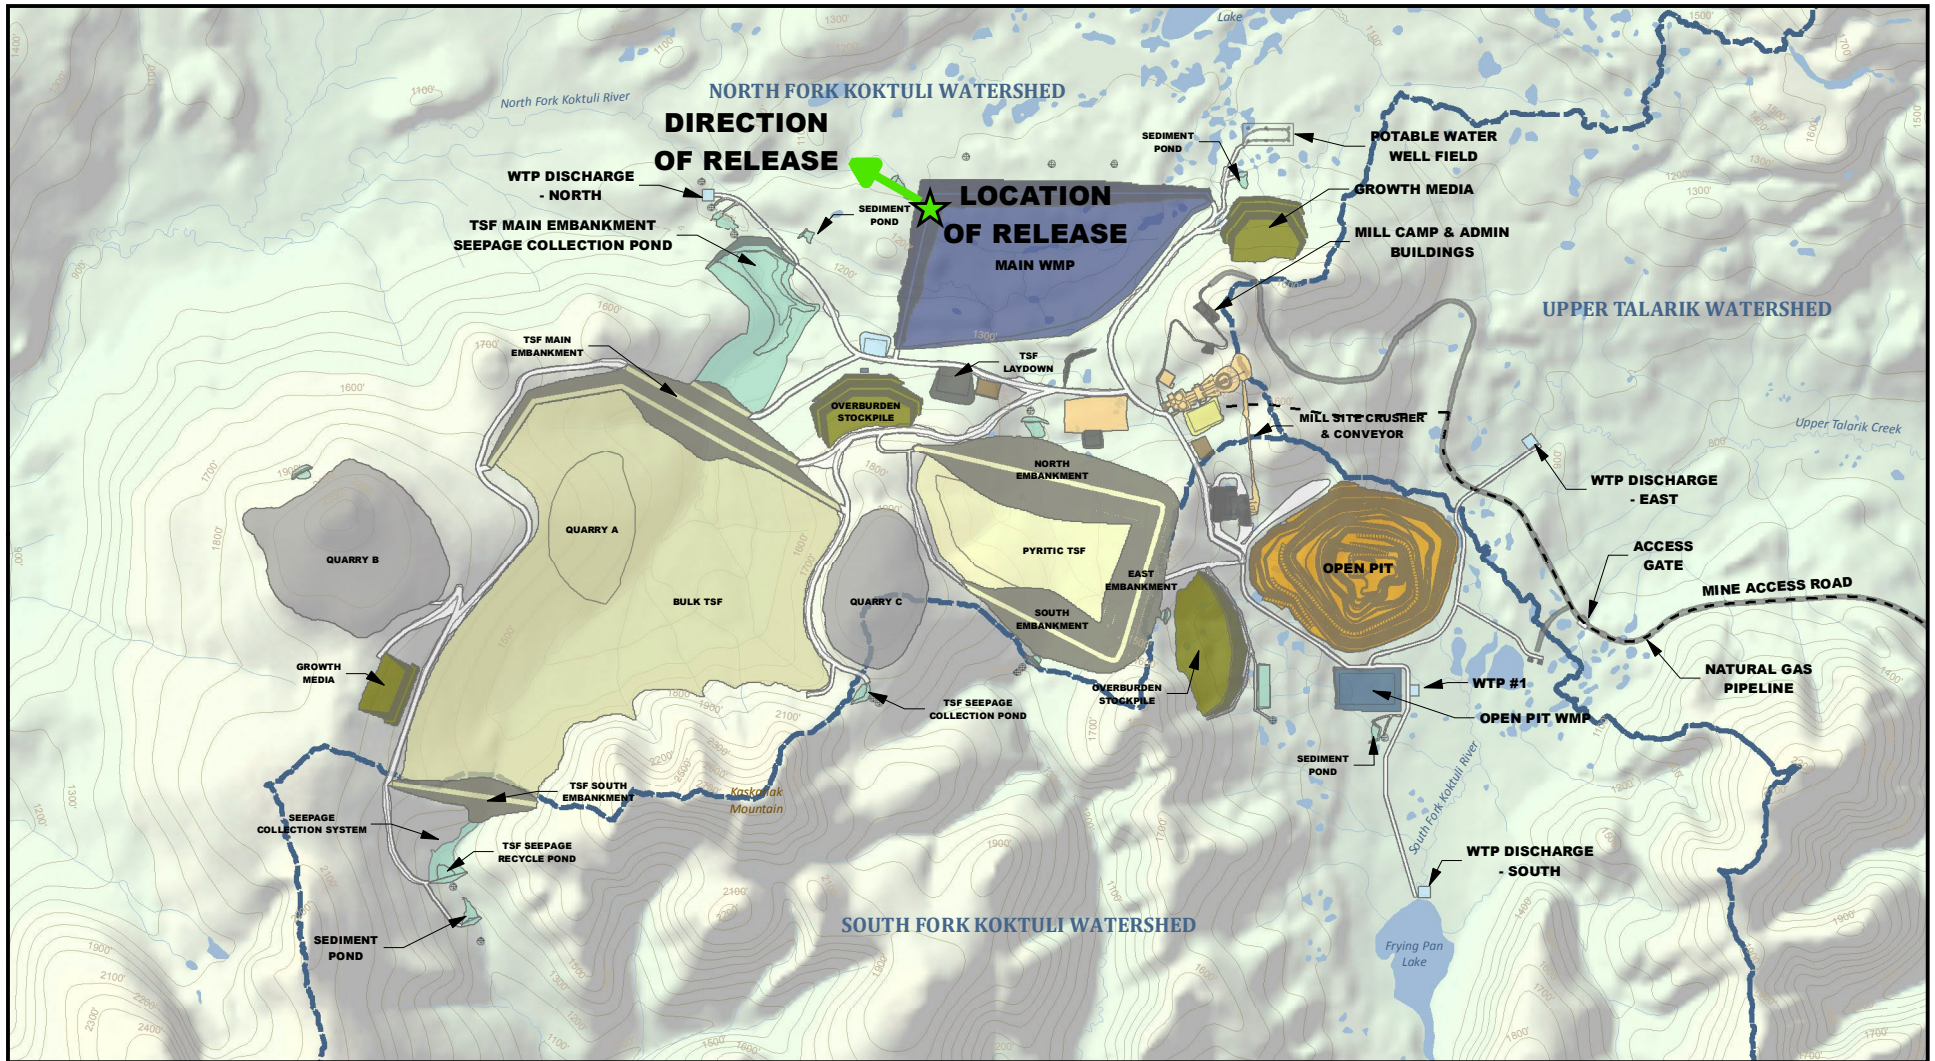 Lake
NORTH FORK KOKTULI WATERSHED
North Fork Koktuli River
DIRECTION
OF RELEASE
LOCATION
OF RELEASE
MAIN WMP
WTP DISCHARGE
- NORTH
TSF MAIN EMBANKMENT
SEEPAGE COLLECTION POND
SEDIMENT
POND
SEDIMENT
POND
POTABLE WATER
WELL FIELD
GROWTH MEDIA
MILL CAMP & ADMIN
BUILDINGS
UPPER TALARIK WATERSHED
TSF MAIN
EMBANKMENT
TSF
LAYDOWN
OVERBURDEN
STOCKPILE
MILL SITE CRUSHER
& CONVEYOR
Upper Talarik Creek
NORTH
EMBANKMENT
WTP DISCHARGE
- EAST
QUARRY A
QUARRY B
PYRITIC TSF
EAST
EMBANKMENT
OPEN PIT
ACCESS
GATE
MINE ACCESS ROAD
BULK TSF
QUARRY C
SOUTH
EMBANKMENT
GROWTH
MEDIA
OVERBURDEN
STOCKPILE
WTP #1
NATURAL GAS
PIPELINE
TSF SEEPAGE
COLLECTION POND
OPEN PIT WMP
SEDIMENT
POND
South Fork Koktuli River
TSF SOUTH
EMBANKMENT
Kaskanak
Mountain
SEEPAGE
COLLECTION SYSTEM
TSF SEEPAGE
RECYCLE POND
WTP DISCHARGE
- SOUTH
SOUTH FORK KOKTULI WATERSHED
SEDIMENT
POND
Frying Pan
Lake